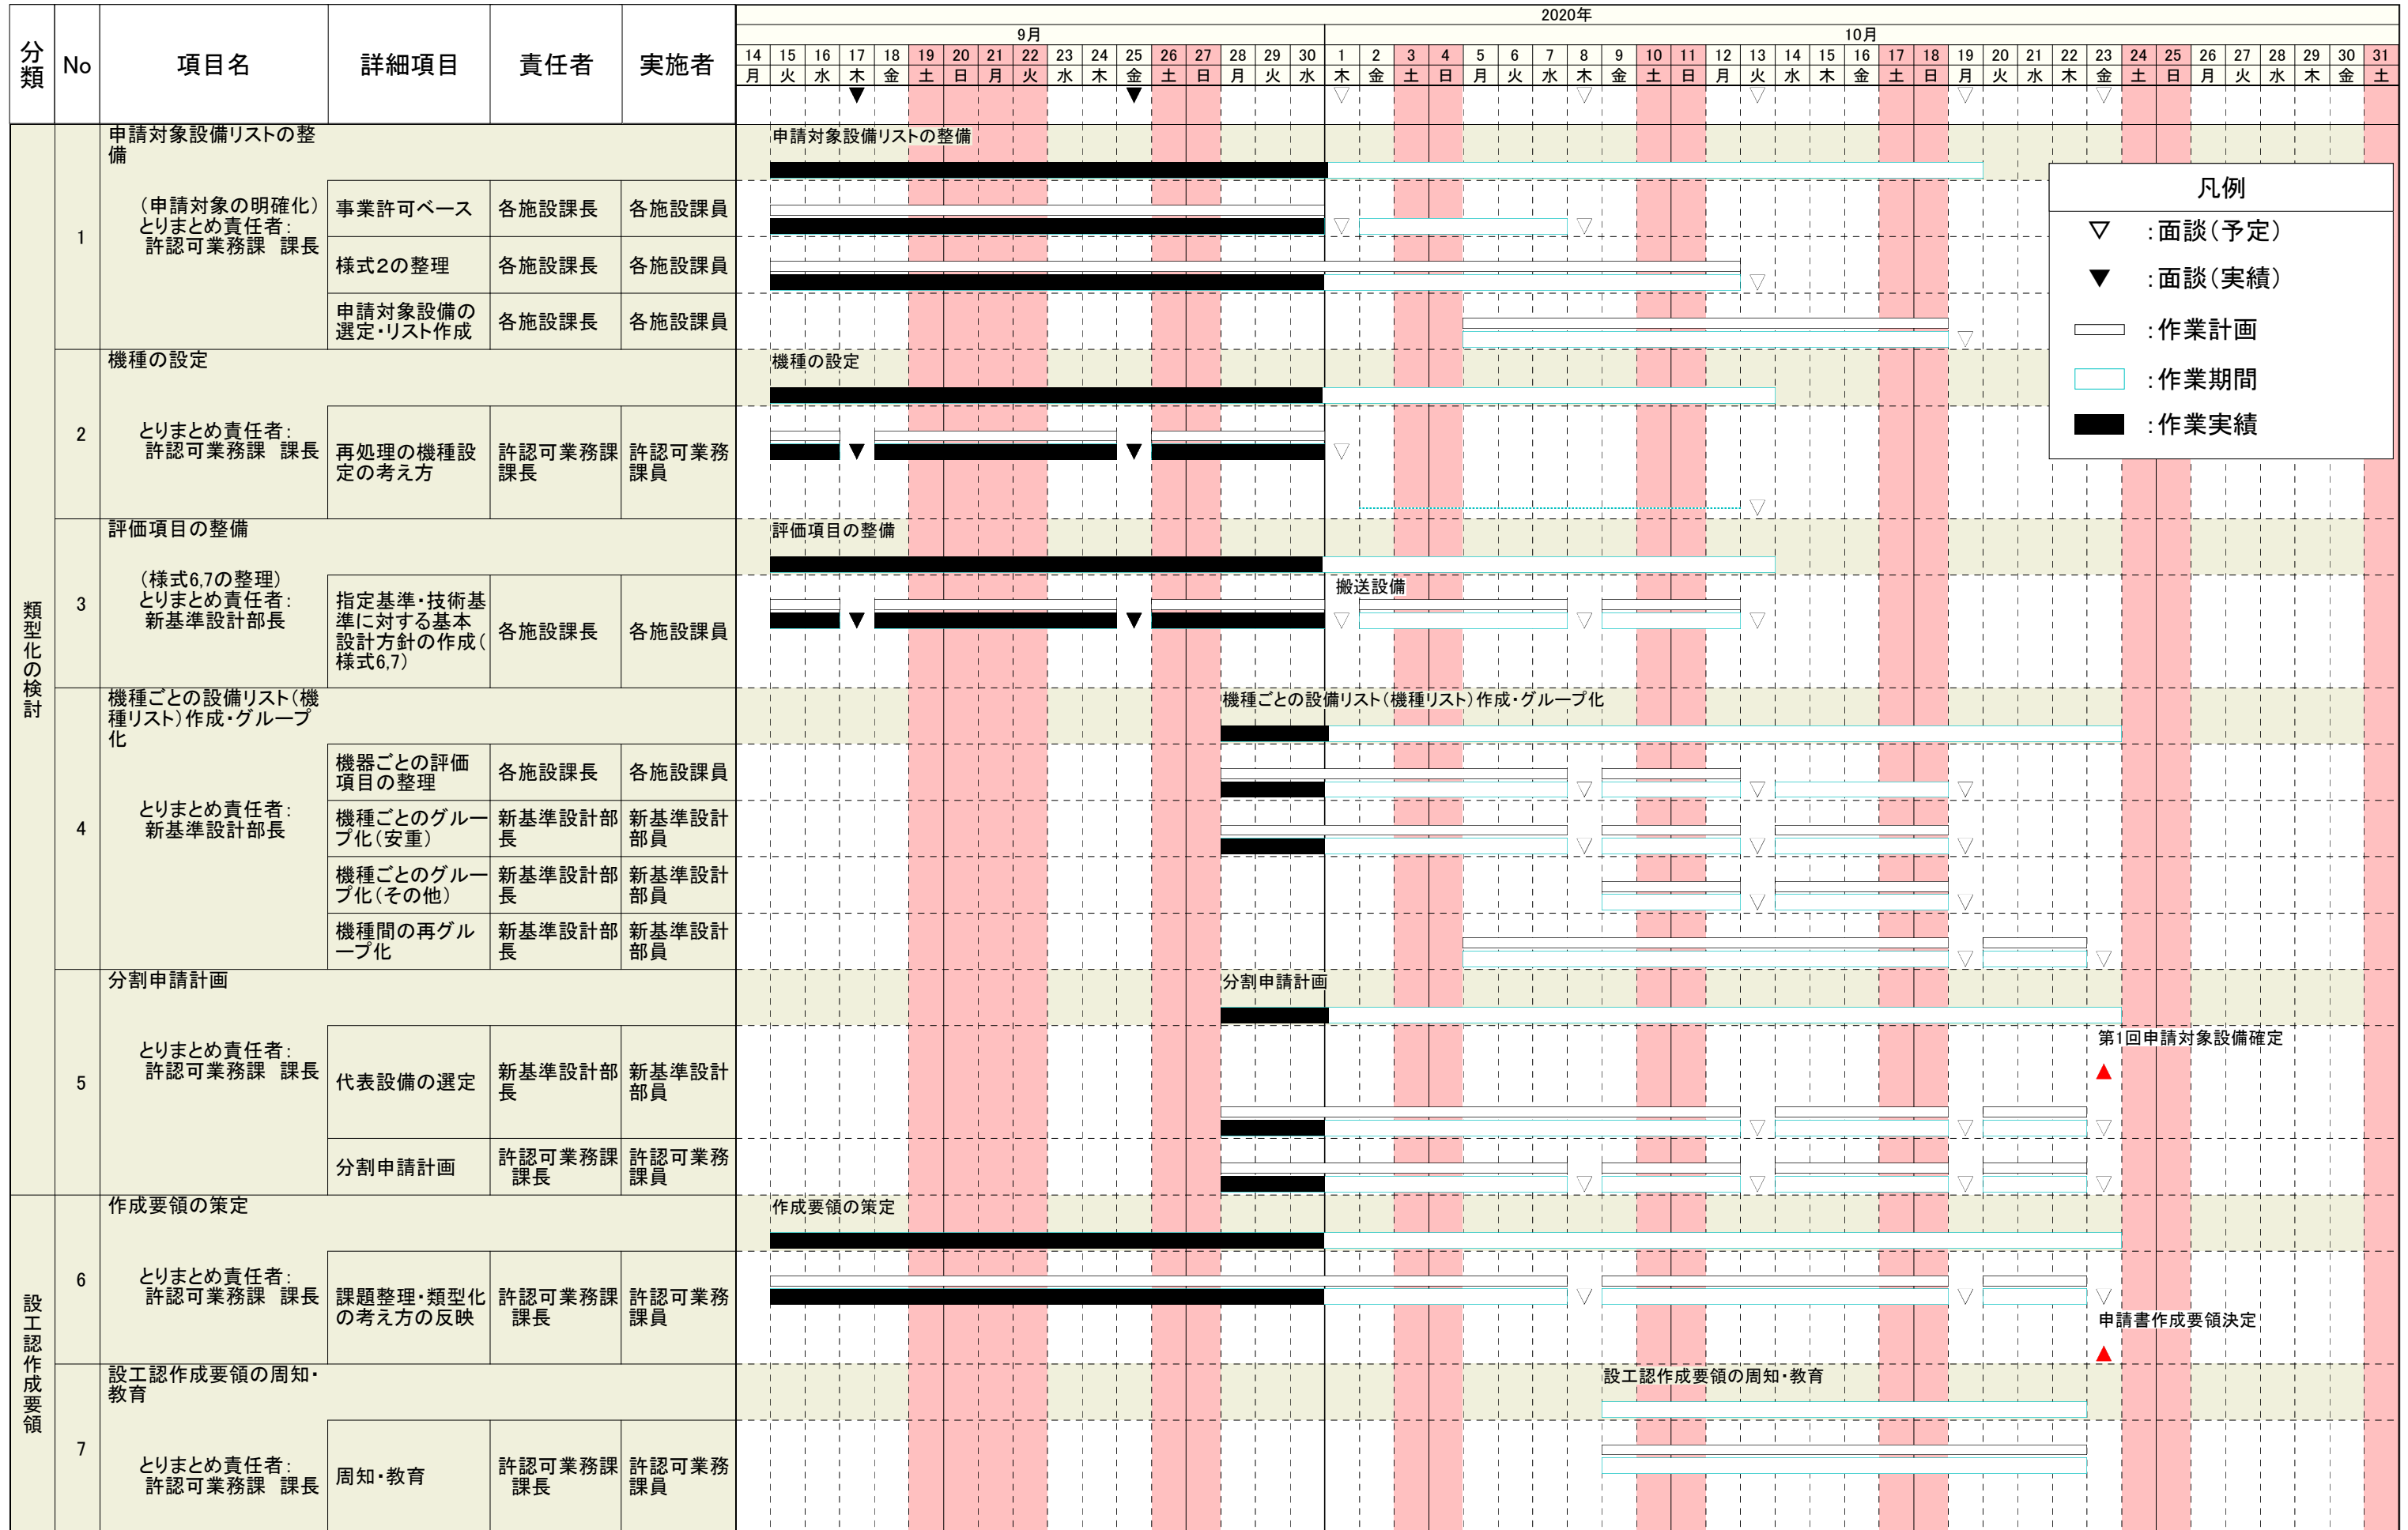 分類
No
項目名
詳細項目
責任者
実施者
2020年
9月
10月
14 15 16 17 18 19 20 21 22 23 24 25 26 27 28 29 30 1 2 3 4 5 6 7 8 9 10 11 12 13 14 15 16 17 18 19 20 21 22 23 24 25 26 27 28 29 30 31
月 火 水 木 金 土 日 月 火 水 木 金 土 日 月 火 水 木 金 土 日 月 火 水 木 金 土 日 月 火 水 木 金 土 日 月 火 水 木 金 土 日 月 火 水 木 金 土
凡例
▽ :面談(予定)
▼ :面談(実績)
:作業計画
:作業期間
:作業実績
類型化の検討
1
申請対象設備リストの整
備
(申請対象の明確化)
とりまとめ責任者:
許認可業務課 課長
申請対象設備リストの整備
事業許可ベース
各施設課長
各施設課員
様式2の整理
各施設課長
各施設課員
申請対象設備の
選定・リスト作成
各施設課長
各施設課員
2
機種の設定
とりまとめ責任者:
許認可業務課 課長
機種の設定
再処理の機種設
定の考え方
許認可業務課
課長
許認可業務
課員
3
評価項目の整備
(様式6,7の整理)
とりまとめ責任者:
新基準設計部長
評価項目の整備
指定基準・技術基
準に対する基本
設計方針の作成(
様式6,7)
各施設課長
各施設課員
搬送設備
4
機種ごとの設備リスト(機
種リスト)作成・グループ
化
とりまとめ責任者:
新基準設計部長
機種ごとの設備リスト(機種リスト)作成・グループ化
機器ごとの評価
項目の整理
各施設課長
各施設課員
機種ごとのグルー
プ化(安重)
新基準設計部
長
新基準設計
部員
機種ごとのグルー
プ化(その他)
新基準設計部
長
新基準設計
部員
機種間の再グル
ープ化
新基準設計部
長
新基準設計
部員
5
分割申請計画
とりまとめ責任者:
許認可業務課 課長
分割申請計画
代表設備の選定
新基準設計部
長
新基準設計
部員
第1回申請対象設備確定
分割申請計画
許認可業務課
課長
許認可業務
課員
設工認作成要領
6
作成要領の策定
とりまとめ責任者:
許認可業務課 課長
作成要領の策定
課題整理・類型化
の考え方の反映
許認可業務課
課長
許認可業務
課員
申請書作成要領決定
7
設工認作成要領の周知・
教育
とりまとめ責任者:
許認可業務課 課長
設工認作成要領の周知・教育
周知・教育
許認可業務課
課長
許認可業務
課員